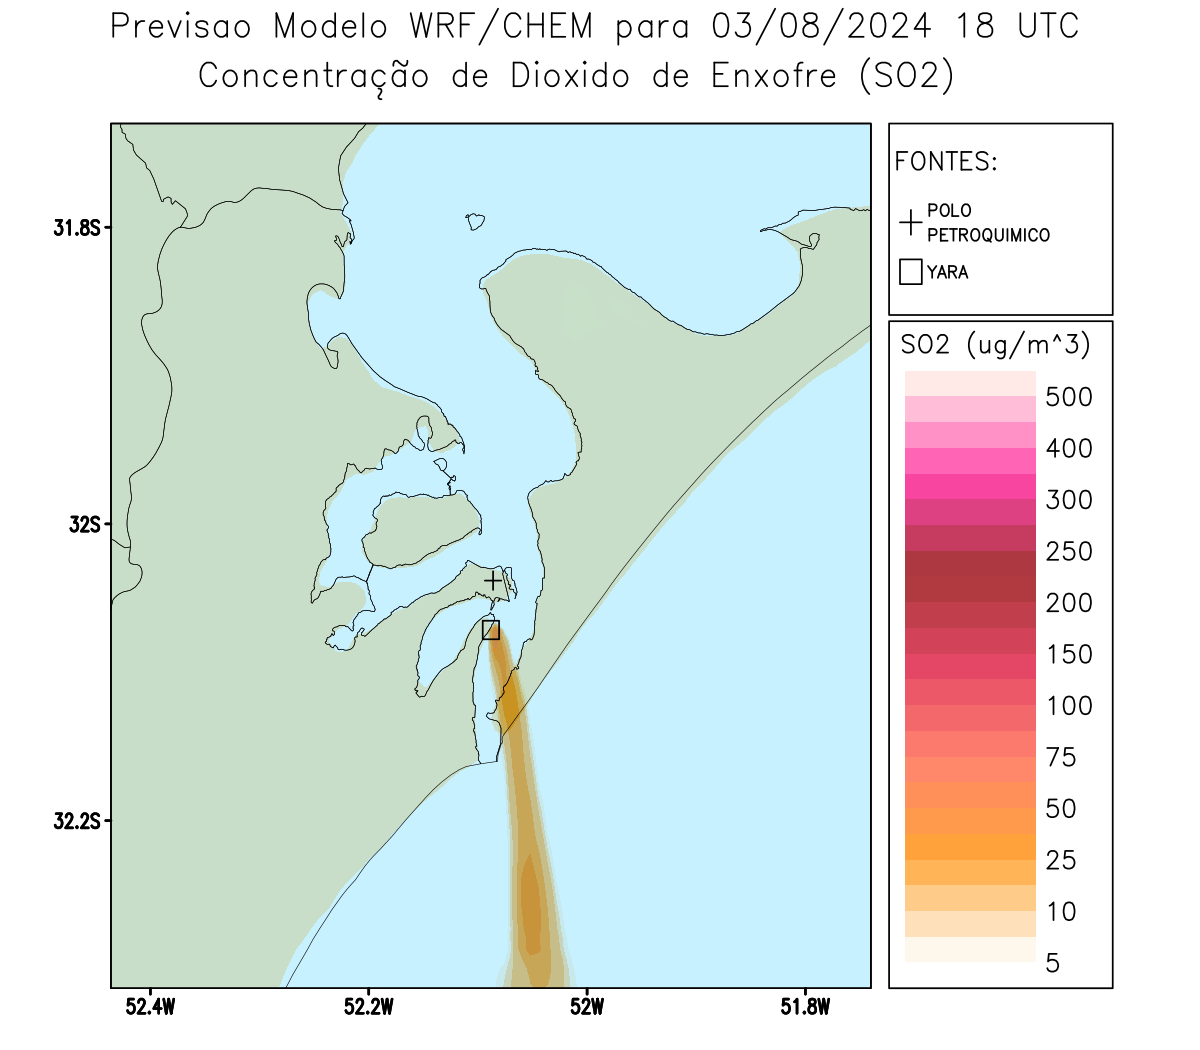 Previsao Modelo WRF/CHEM para 03/08/2024 18 UTC
Concentração de Dioxido de Enxofre (SO2)
FONTES:
POLO
PETROQUIMICO
YARA
31.8S
32S
32.2S
52.4W
52.2W
52W
51.8W
SO2 (ug/m^3)
500
400
300
250
200
150
100
75
50
25
10
5